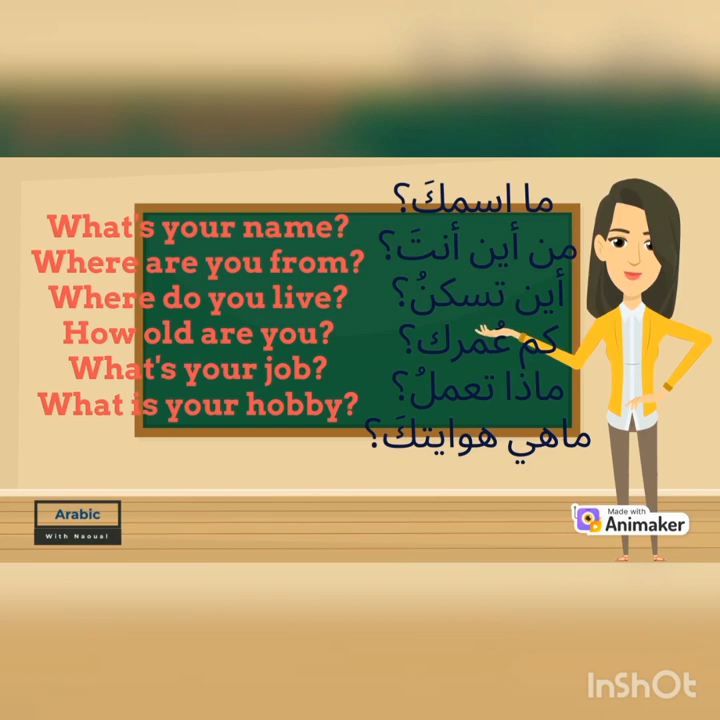 What's your name?
Where are you from?
Where do you live?
How old are you?
What's your job?
What is your hobby?
ما اسمكَ؟
من أين أنتَ؟
أين تسكنُ؟
كم عُمرك؟
ماذا تعملُ؟
ماهي هوايتكَ؟
Arabic
With Naoual
Made with
Animaker
InShOt